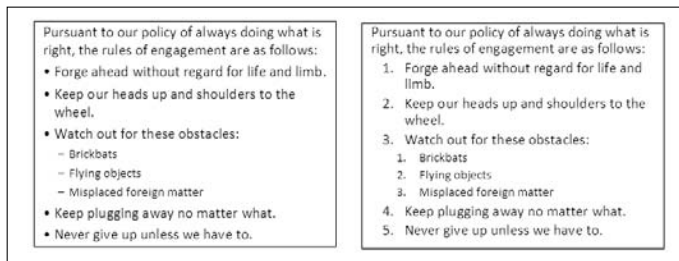 Pursuant to our policy of always doing what is
right, the rules of engagement are as follows:
• Forge ahead without regard for life and limb.
• Keep our heads up and shoulders to the
wheel.
• Watch out for these obstacles:
– Brickbats
– Flying objects
– Misplaced foreign matter
• Keep plugging away no matter what.
• Never give up unless we have to.
Pursuant to our policy of always doing what is
right, the rules of engagement are as follows:
1. Forge ahead without regard for life and
limb.
2. Keep our heads up and shoulders to the
wheel.
3. Watch out for these obstacles:
1. Brickbats
2. Flying objects
3. Misplaced foreign matter
4. Keep plugging away no matter what.
5. Never give up unless we have to.